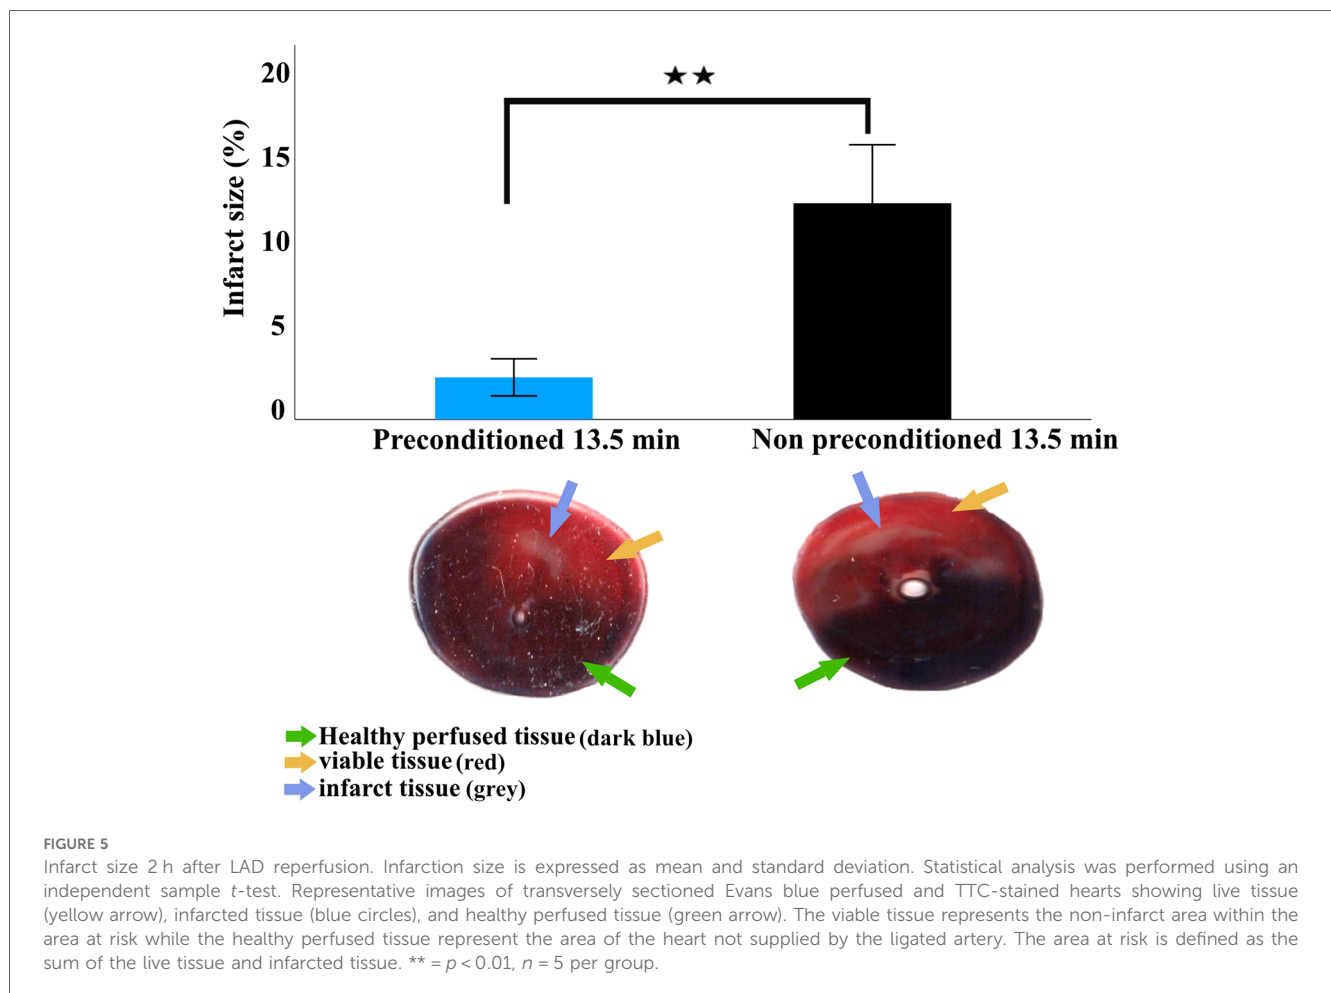 ★★
20
15
10
5
0
Infarct size (%)
Preconditioned 13.5 min
Non preconditioned 13.5 min
Healthy perfused tissue (dark blue)
viable tissue (red)
infarct tissue (grey)
FIGURE 5
Infarct size 2 h after LAD reperfusion. Infarction size is expressed as mean and standard deviation. Statistical analysis was performed using an
independent sample t-test. Representative images of transversely sectioned Evans blue perfused and TTC-stained hearts showing live tissue
(yellow arrow), infarcted tissue (blue circles), and healthy perfused tissue (green arrow). The viable tissue represents the non-infarct area within the
area at risk while the healthy perfused tissue represent the area of the heart not supplied by the ligated artery. The area at risk is defined as the
sum of the live tissue and infarcted tissue. ** = p < 0.01, n = 5 per group.